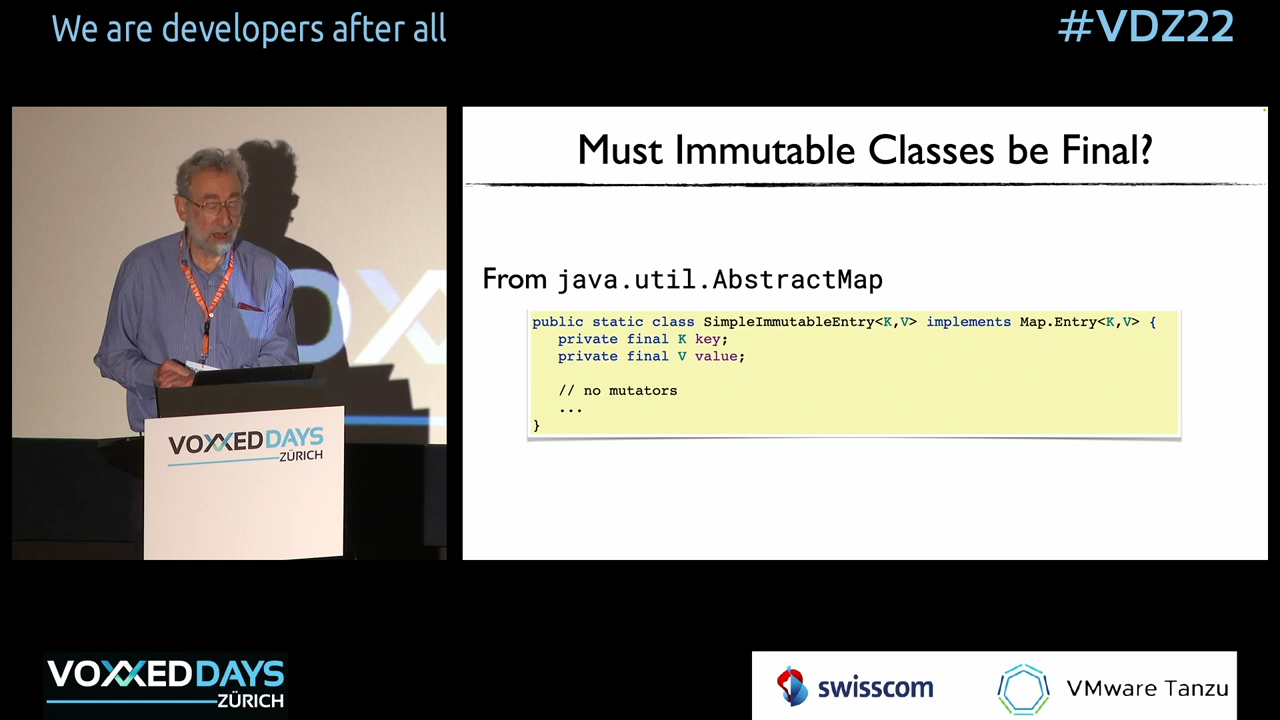 We are developers after all
#VDZ22
Must Immutable Classes be Final?
From java.util.AbstractMap
public static class SimpleImmutableEntry<K,V> implements Map.Entry<K,V> {
private final K key;
private final V value;
// no mutators
...
}
VOXXED DAYS
ZÜRICH
VOXXED DAYS
ZÜRICH
swisscom
VMware Tanzu